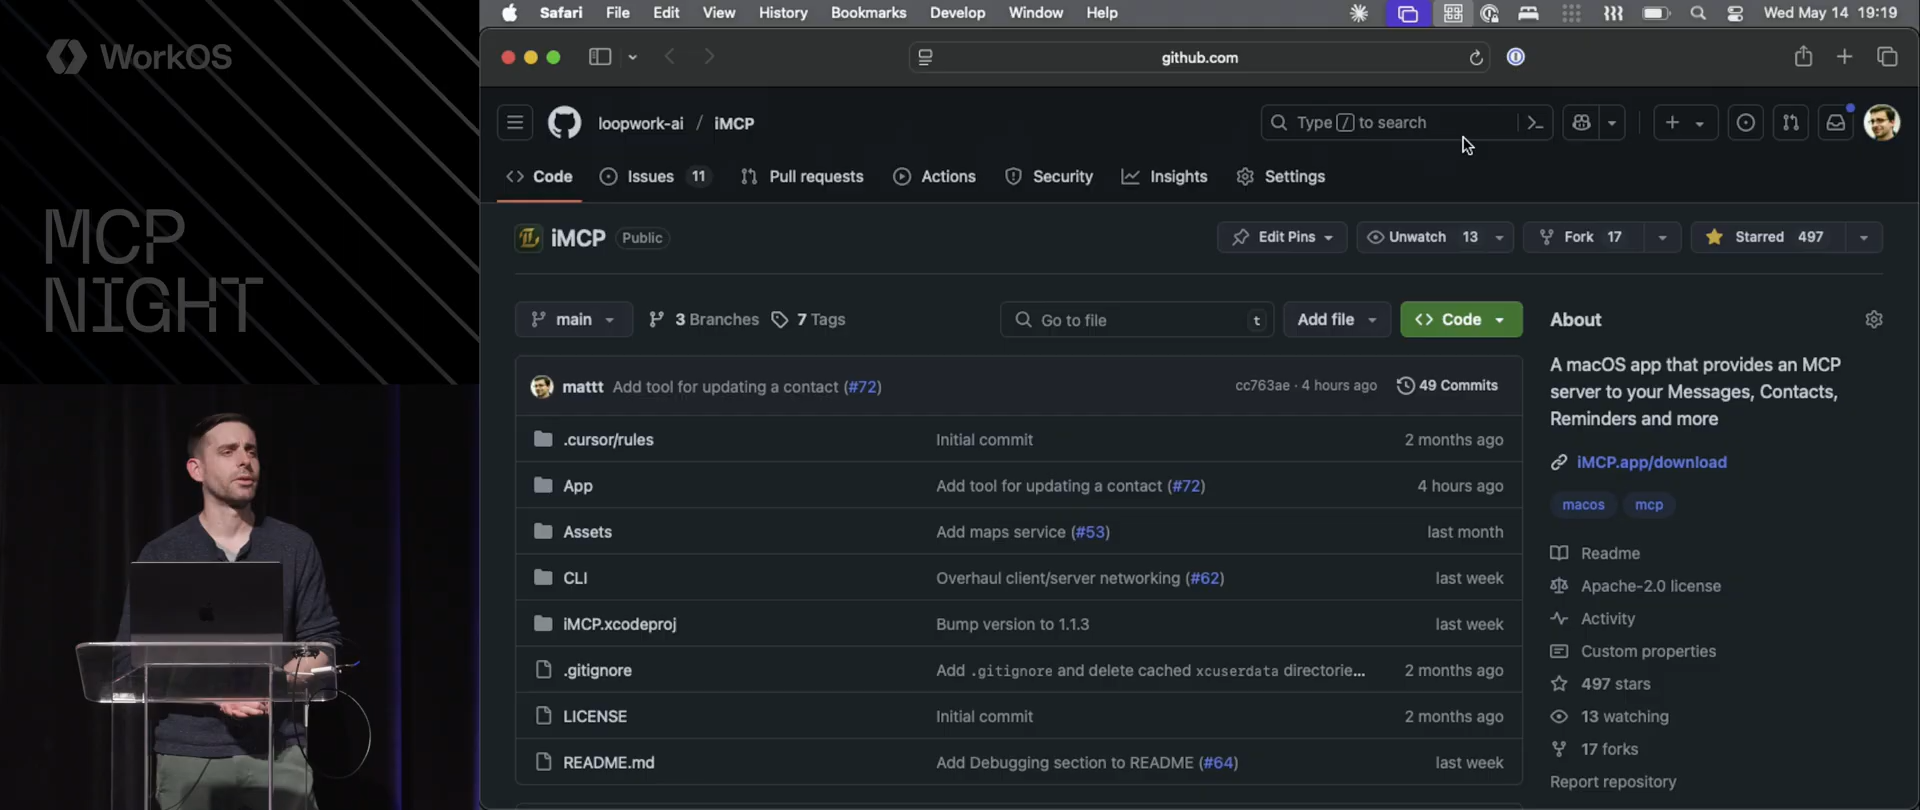 WorkOS
MCP
NIGHT
Safari File Edit View History Bookmarks Develop Window Help
Wed May 14 19:19
github.com
loopwork-ai / iMCP
Type / to search
Code
Issues 11
Pull requests
Actions
Security
Insights
Settings
iMCP Public
Edit Pins
Unwatch 13
Fork 17
Starred 497
main
3 Branches
7 Tags
Go to file t
Add file
Code
mattt Add tool for updating a contact (#72) cc763ae · 4 hours ago 49 Commits
.cursor/rules Initial commit 2 months ago
App Add tool for updating a contact (#72) 4 hours ago
Assets Add maps service (#53) last month
CLI Overhaul client/server networking (#62) last week
iMCP.xcodeproj Bump version to 1.1.3 last week
.gitignore Add .gitignore and delete cached xcuserdata directorie... 2 months ago
LICENSE Initial commit 2 months ago
README.md Add Debugging section to README (#64) last week
About
A macOS app that provides an MCP
server to your Messages, Contacts,
Reminders and more
iMCP.app/download
macos mcp
Readme
Apache-2.0 license
Activity
Custom properties
497 stars
13 watching
17 forks
Report repository